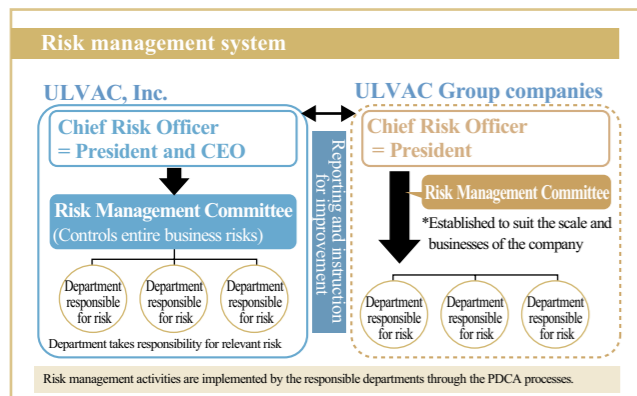 Risk management system
ULVAC, Inc.
Chief Risk Officer
= President and CEO
Risk Management Committee
(Controls entire business risks)
Department
responsible
for risk
Department
responsible
for risk
Department
responsible
for risk
Department takes responsibility for relevant risk
Reporting and instruction
for improvement
ULVAC Group companies
Chief Risk Officer
= President
Risk Management Committee
*Established to suit the scale and
businesses of the company
Department
responsible
for risk
Department
responsible
for risk
Department
responsible
for risk
Risk management activities are implemented by the responsible departments through the PDCA processes.